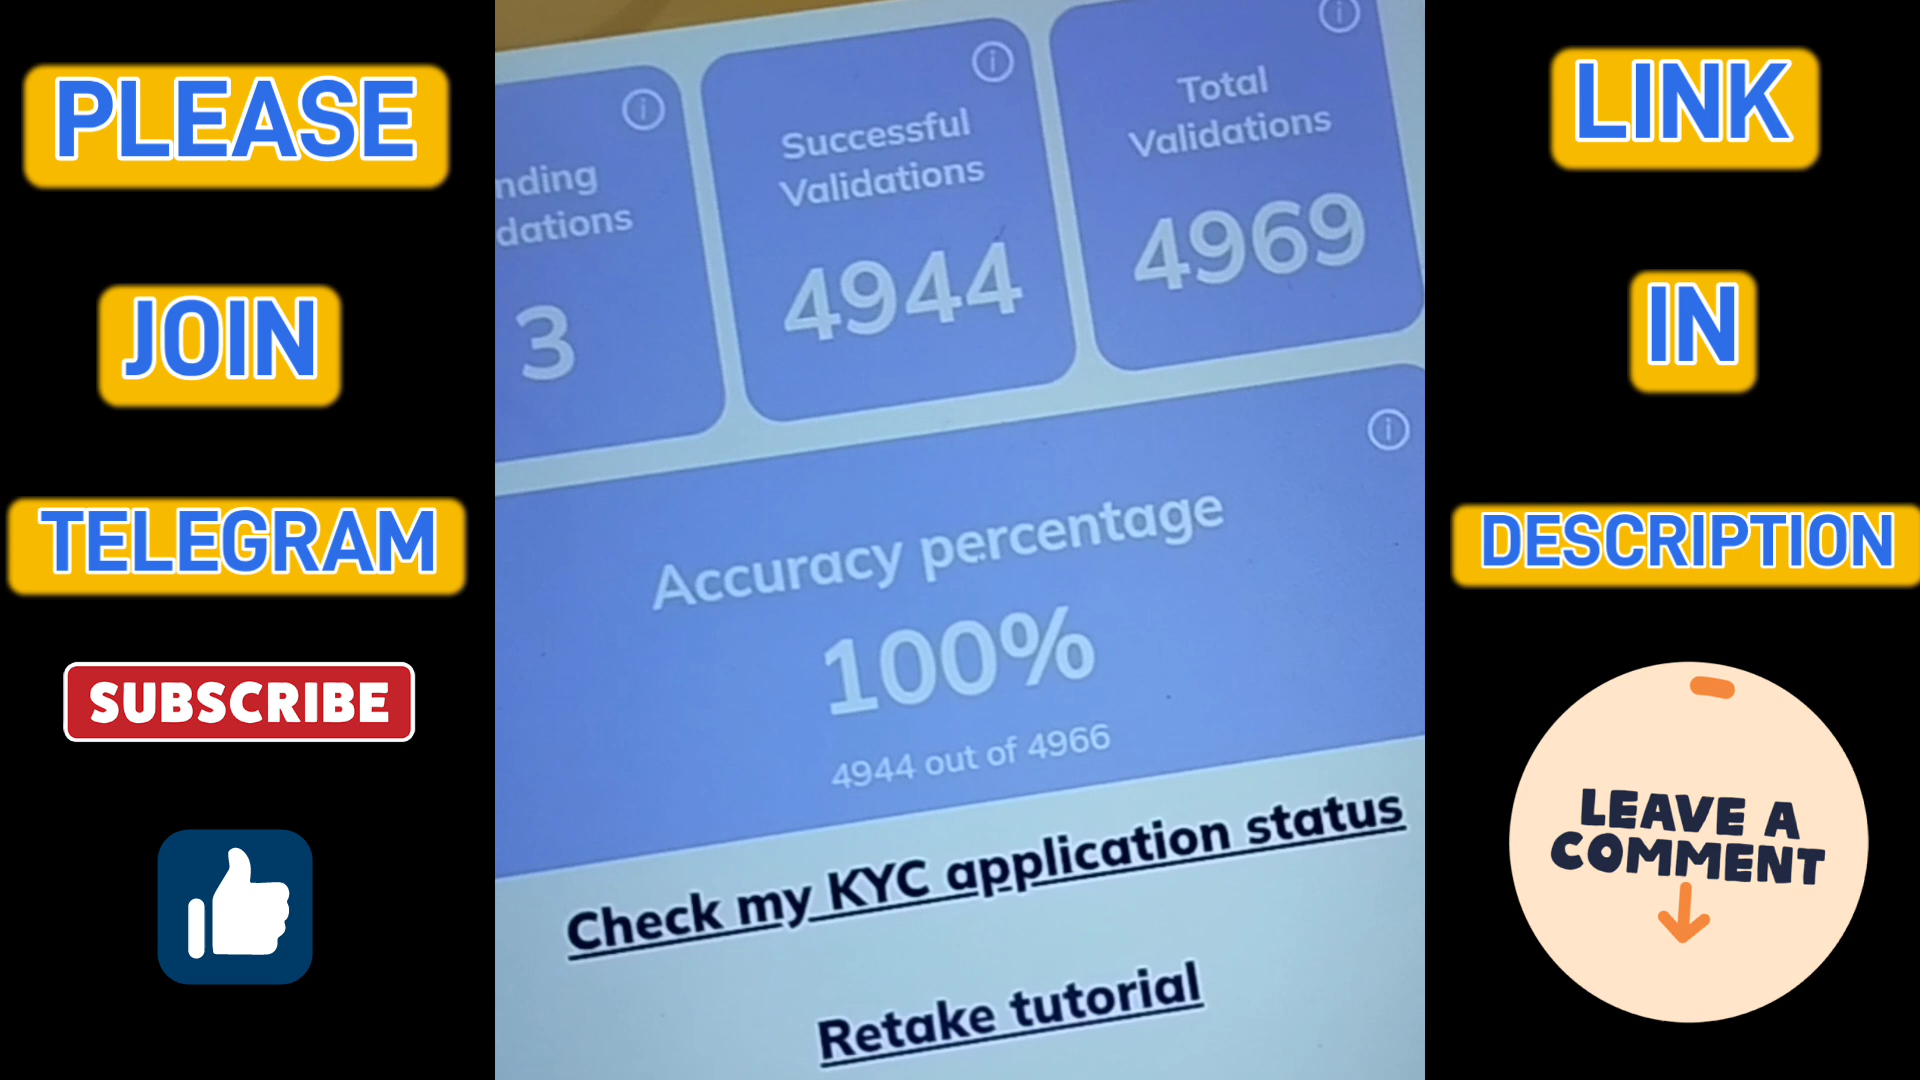 PLEASE
JOIN
TELEGRAM
SUBSCRIBE
nding
dations
3
Successful
Validations
4944
Total
Validations
4969
Accuracy percentage
100%
4944 out of 4966
Check my KYC application status
Retake tutorial
LINK
IN
DESCRIPTION
LEAVE A
COMMENT